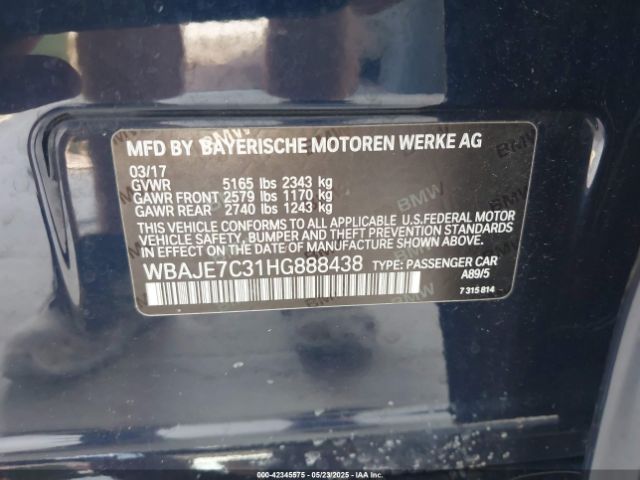 MFD BY BAYERISCHE MOTOREN WERKE AG
03/17
GVWR 5165 lbs 2343 kg
GAWR FRONT 2579 lbs 1170 kg
GAWR REAR 2740 lbs 1243 kg
THIS VEHICLE CONFORMS TO ALL APPLICABLE U.S.FEDERAL MOTOR
VEHICLE SAFETY, BUMPER AND THEFT PREVENTION STANDARDS
IN EFFECT ON THE DATE OF MANUFACTURE SHOWN ABOVE.
WBAJE7C31HG888438 TYPE: PASSENGER CAR
A89/5
7 315 814
000-42345575 - 05/23/2025 - IAAI.COM